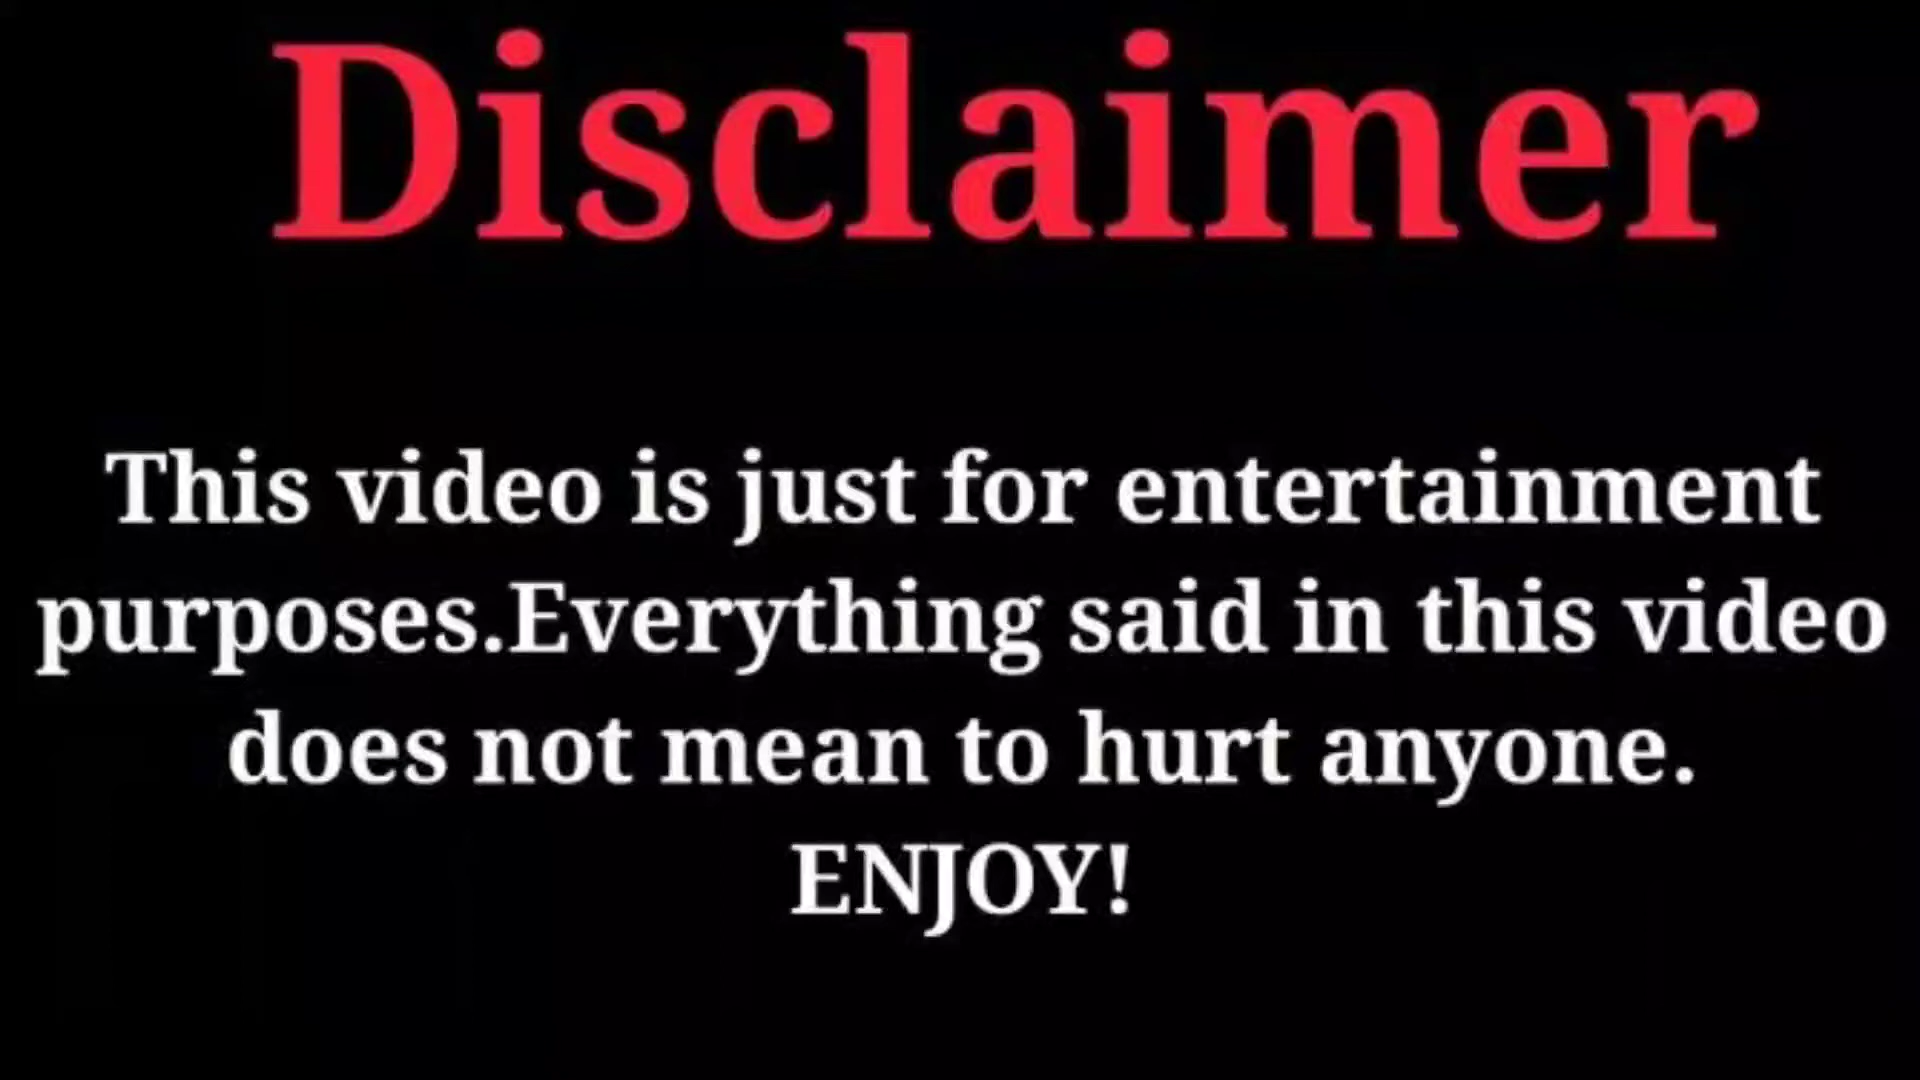 Disclaimer
This video is just for entertainment
purposes.Everything said in this video
does not mean to hurt anyone.
ENJOY!